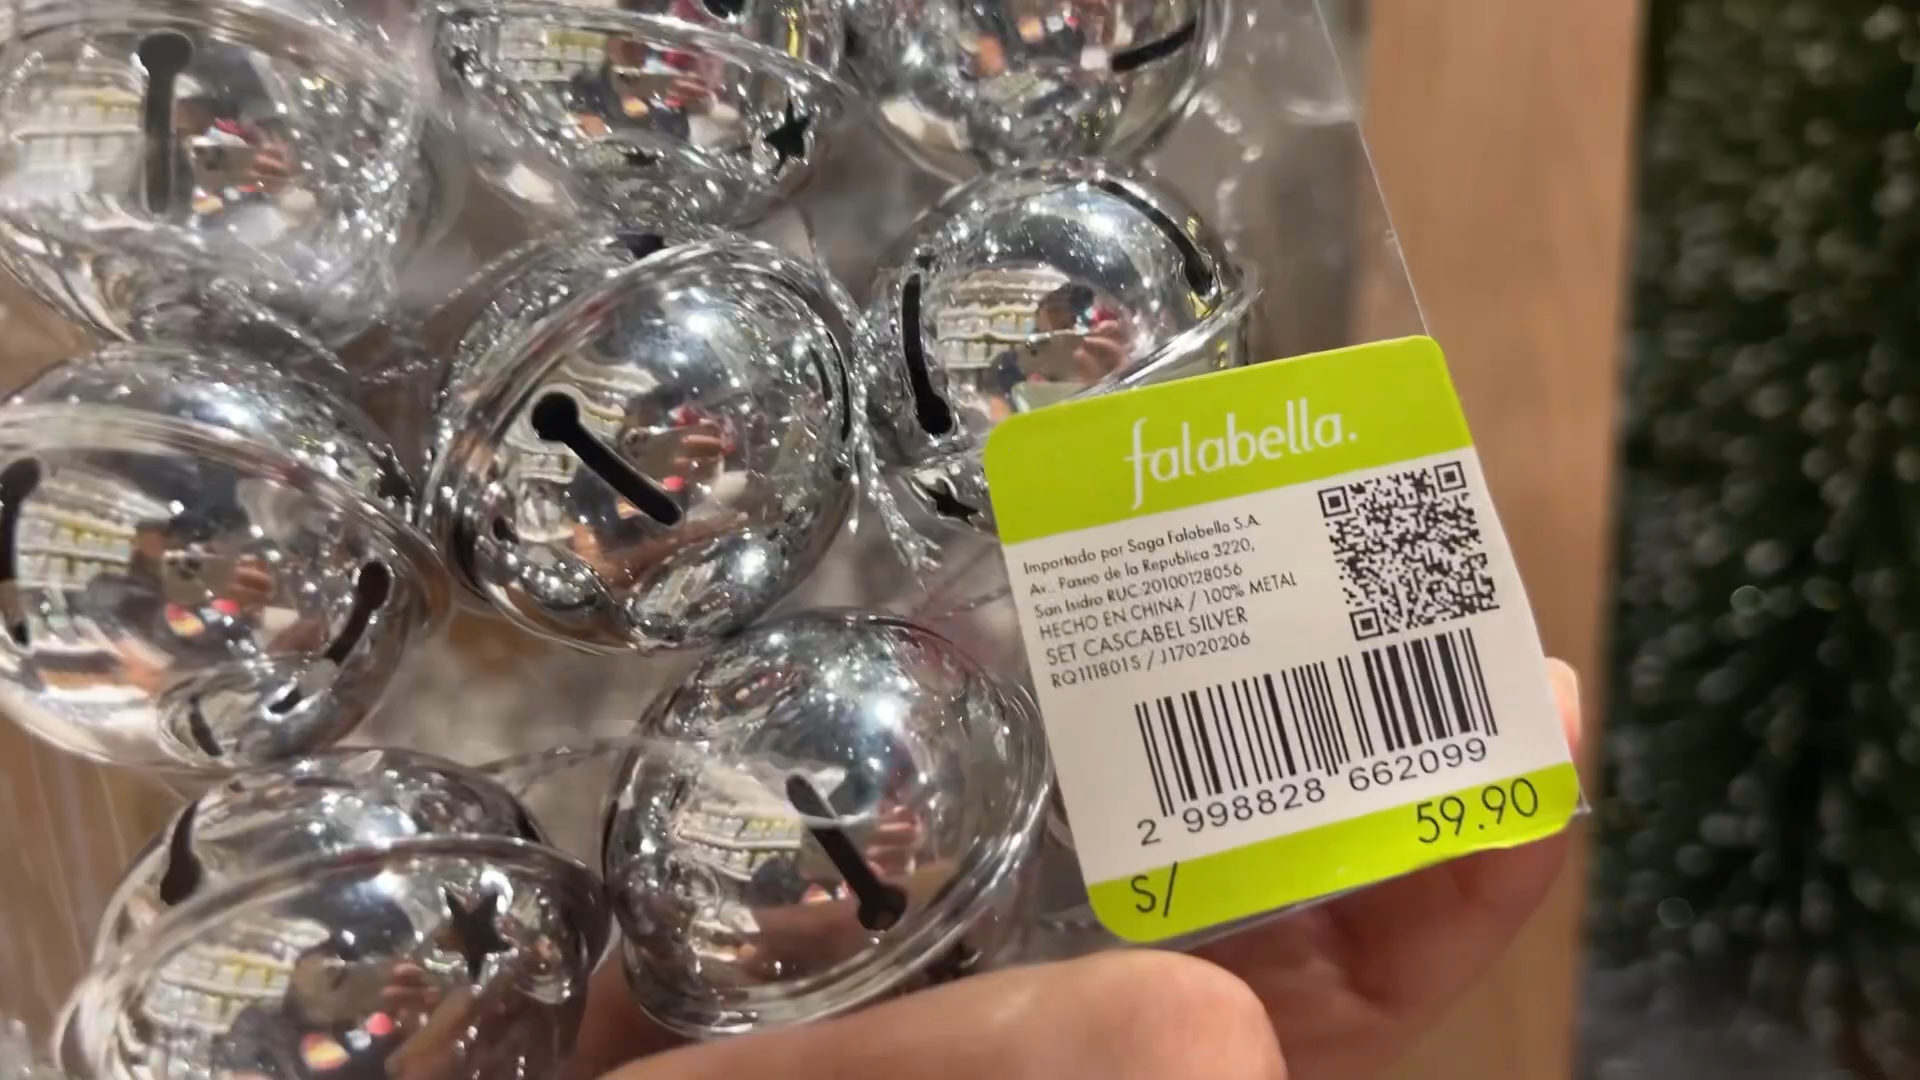 falabella.
Importado por Saga Falabella S.A.
Av.. Paseo de la Republica 3220,
San Isidro RUC:20100128056
HECHO EN CHINA / 100% METAL
SET CASCABEL SILVER
RQ111801S / J17020206
2 998828 662099
S/ 59.90